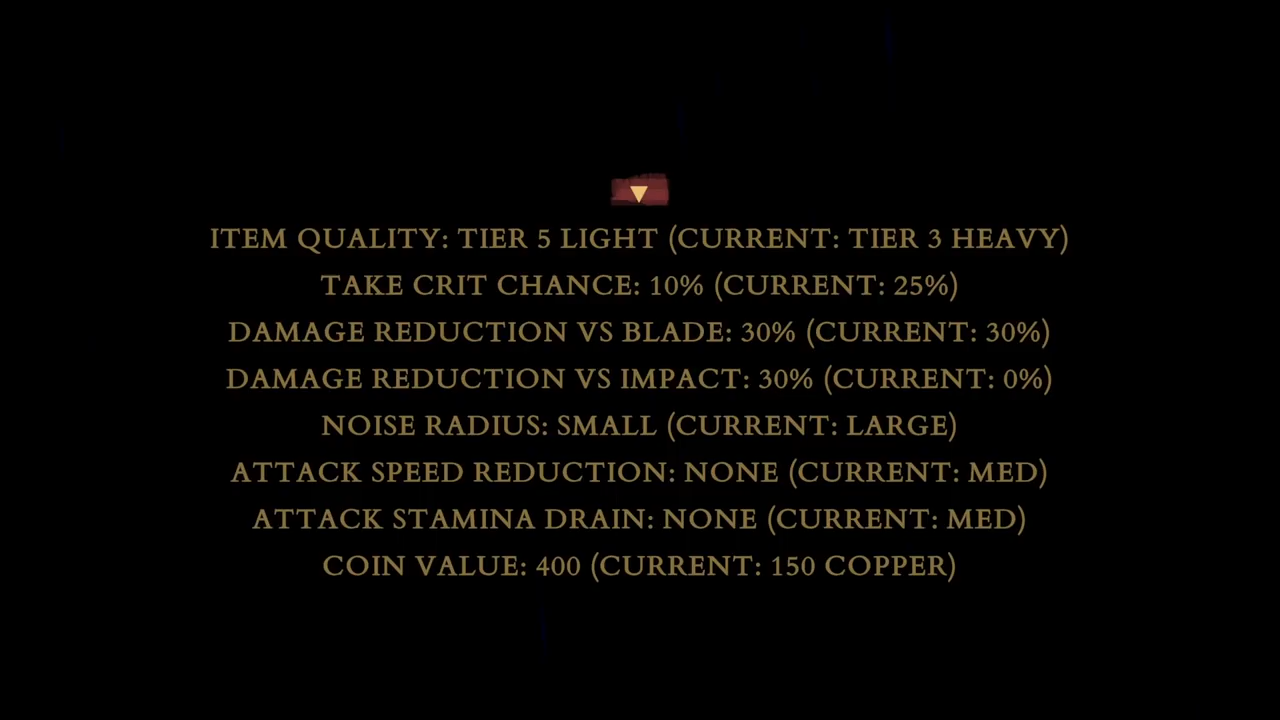 ITEM QUALITY: TIER 5 LIGHT (CURRENT: TIER 3 HEAVY)
TAKE CRIT CHANCE: 10% (CURRENT: 25%)
DAMAGE REDUCTION VS BLADE: 30% (CURRENT: 30%)
DAMAGE REDUCTION VS IMPACT: 30% (CURRENT: 0%)
NOISE RADIUS: SMALL (CURRENT: LARGE)
ATTACK SPEED REDUCTION: NONE (CURRENT: MED)
ATTACK STAMINA DRAIN: NONE (CURRENT: MED)
COIN VALUE: 400 (CURRENT: 150 COPPER)